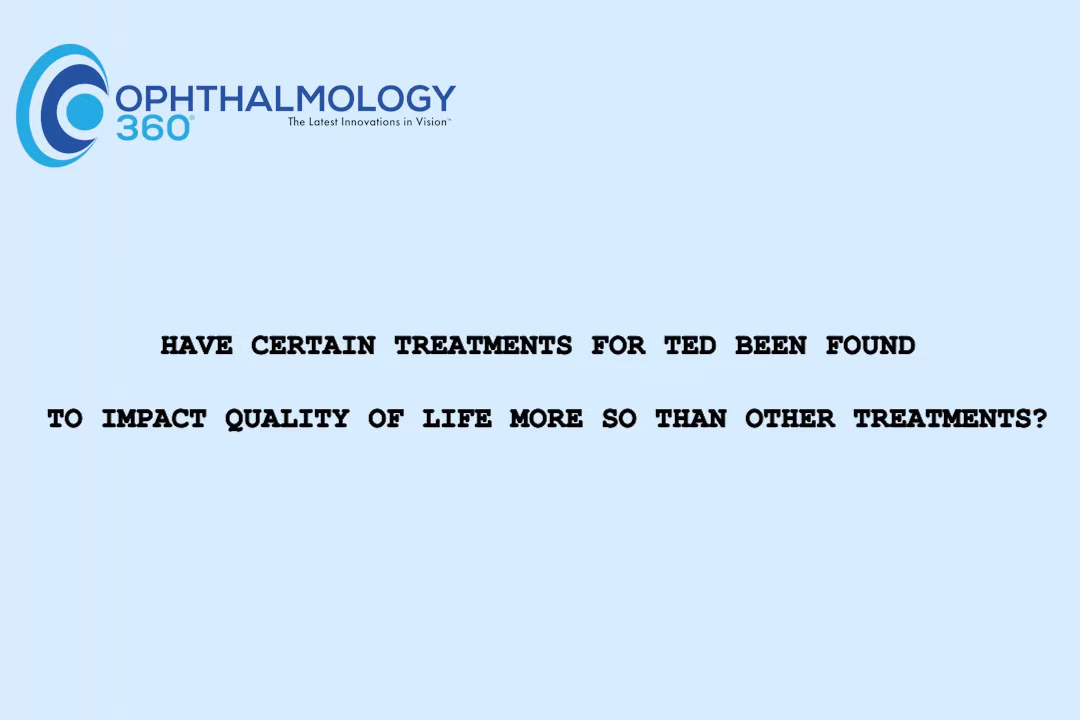 OPHTHALMOLOGY
360®
The Latest Innovations in Vision™
HAVE CERTAIN TREATMENTS FOR TED BEEN FOUND
TO IMPACT QUALITY OF LIFE MORE SO THAN OTHER TREATMENTS?